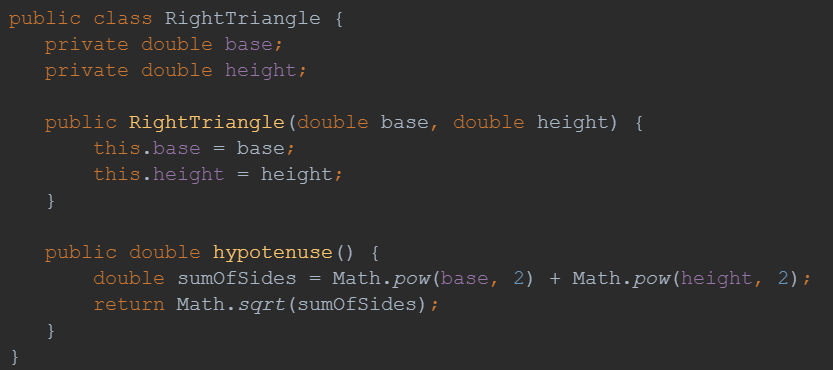 public class RightTriangle {
private double base;
private double height;
public RightTriangle(double base, double height) {
this.base = base;
this.height = height;
}
public double hypotenuse() {
double sumOfSides = Math.pow(base, 2) + Math.pow(height, 2);
return Math.sqrt(sumOfSides);
}
}